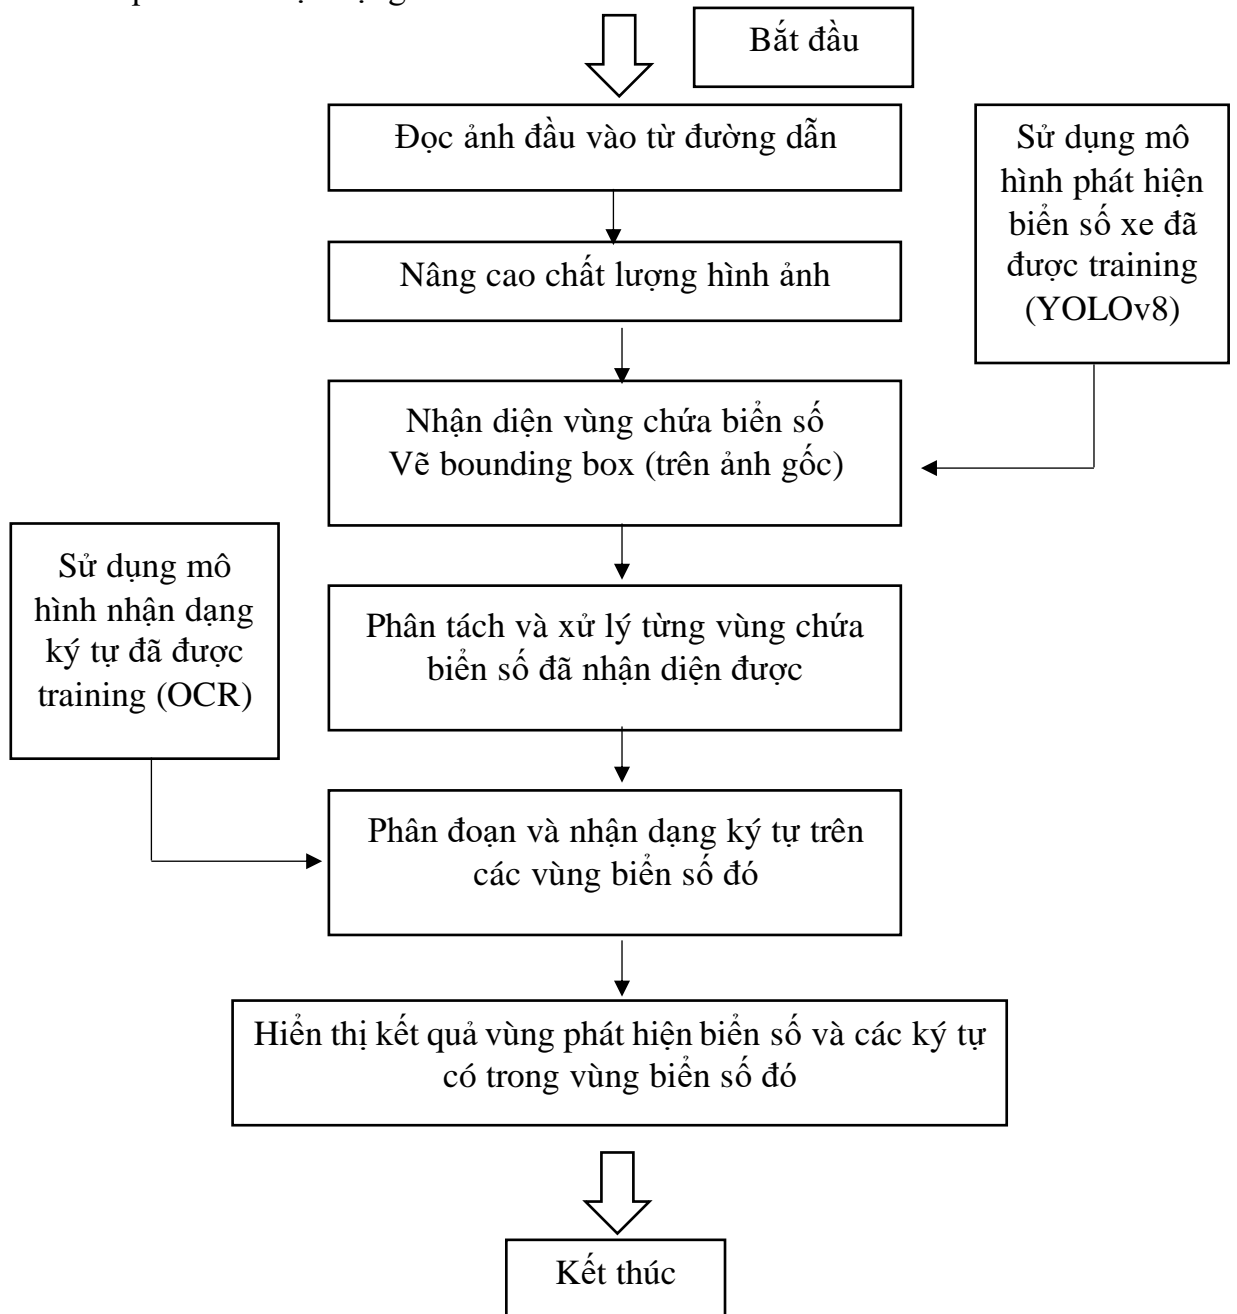 Bắt đầu
Đọc ảnh đầu vào từ đường dẫn
Sử dụng mô
hình phát hiện
biển số xe đã
được training
(YOLOv8)
Nâng cao chất lượng hình ảnh
Nhận diện vùng chứa biển số
Vẽ bounding box (trên ảnh gốc)
Sử dụng mô
hình nhận dạng
ký tự đã được
training (OCR)
Phân tách và xử lý từng vùng chứa
biển số đã nhận diện được
Phân đoạn và nhận dạng ký tự trên
các vùng biển số đó
Hiển thị kết quả vùng phát hiện biển số và các ký tự
có trong vùng biển số đó
Kết thúc